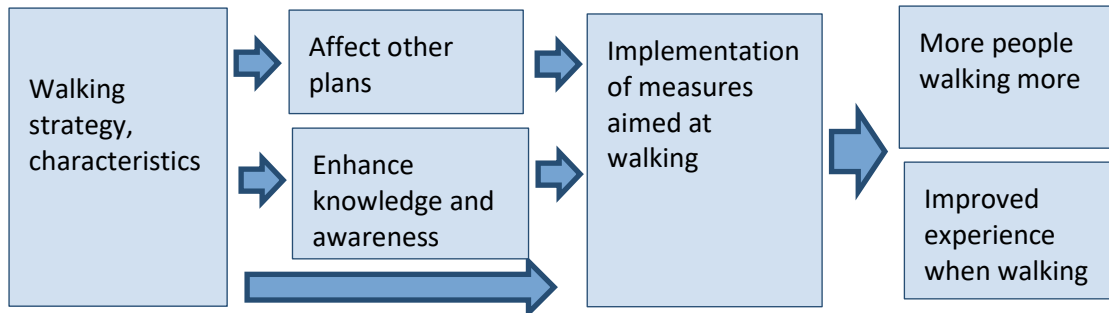 Walking
strategy,
characteristics
Affect other
plans
Enhance
knowledge and
awareness
Implementation
of measures
aimed at
walking
More people
walking more
Improved
experience
when walking